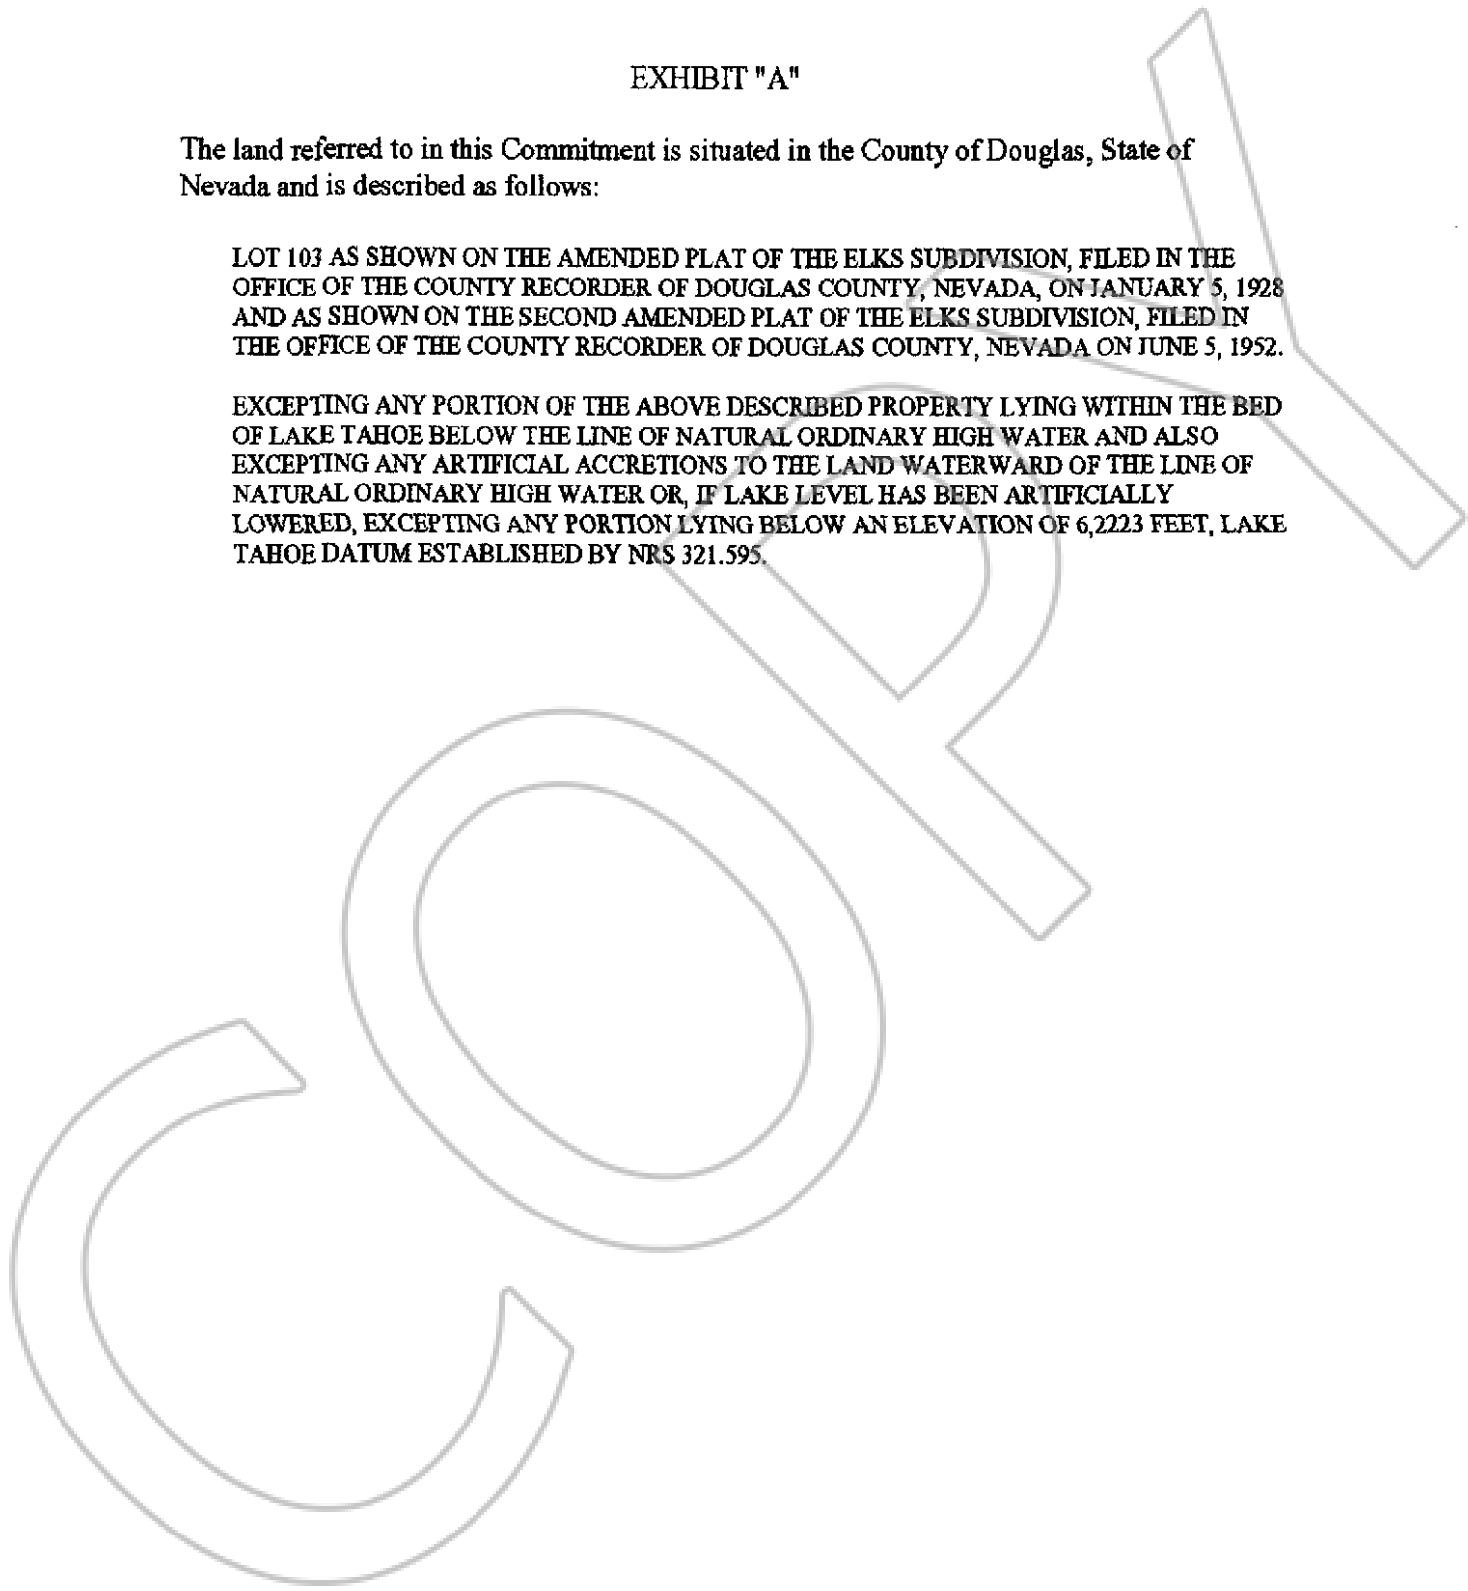 EXHIBIT "A"
The land referred to in this Commitment is situated in the County of Douglas, State of
Nevada and is described as follows:
LOT 103 AS SHOWN ON THE AMENDED PLAT OF THE ELKS SUBDIVISION, FILED IN THE
OFFICE OF THE COUNTY RECORDER OF DOUGLAS COUNTY, NEVADA, ON JANUARY 5, 1928
AND AS SHOWN ON THE SECOND AMENDED PLAT OF THE ELKS SUBDIVISION, FILED IN
THE OFFICE OF THE COUNTY RECORDER OF DOUGLAS COUNTY, NEVADA ON JUNE 5, 1952.
EXCEPTING ANY PORTION OF THE ABOVE DESCRIBED PROPERTY LYING WITHIN THE BED
OF LAKE TAHOE BELOW THE LINE OF NATURAL ORDINARY HIGH WATER AND ALSO
EXCEPTING ANY ARTIFICIAL ACCRETIONS TO THE LAND WATERWARD OF THE LINE OF
NATURAL ORDINARY HIGH WATER OR, IF LAKE LEVEL HAS BEEN ARTIFICIALLY
LOWERED, EXCEPTING ANY PORTION LYING BELOW AN ELEVATION OF 6,2223 FEET, LAKE
TAHOE DATUM ESTABLISHED BY NRS 321.595.
COPY